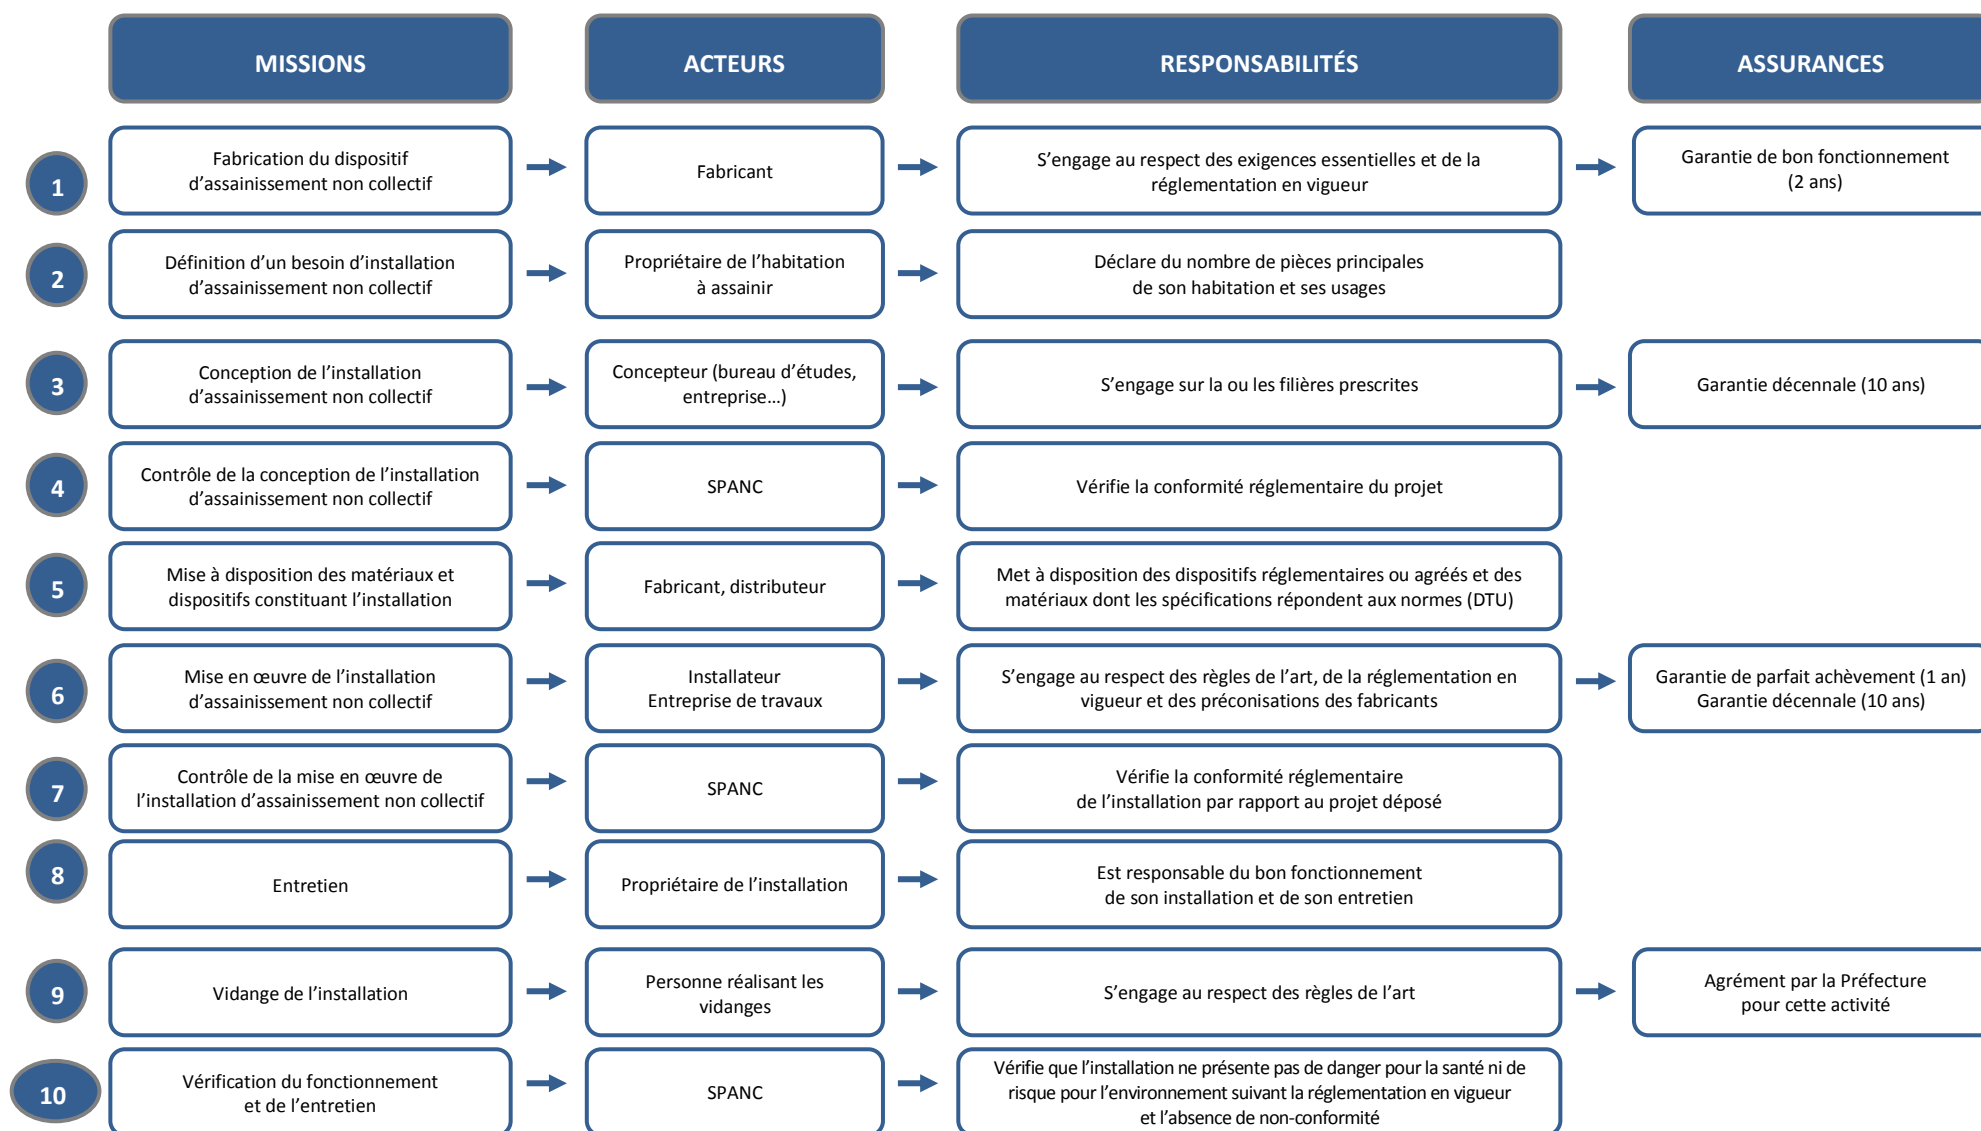 MISSIONS
ACTEURS
RESPONSABILITÉS
ASSURANCES
1
Fabrication du dispositif
d’assainissement non collectif
Fabricant
S’engage au respect des exigences essentielles et de la
réglementation en vigueur
Garantie de bon fonctionnement
(2 ans)
2
Définition d’un besoin d’installation
d’assainissement non collectif
Propriétaire de l’habitation
à assainir
Déclare du nombre de pièces principales
de son habitation et ses usages
3
Conception de l’installation
d’assainissement non collectif
Concepteur (bureau d’études,
entreprise…)
S’engage sur la ou les filières prescrites
Garantie décennale (10 ans)
4
Contrôle de la conception de l’installation
d’assainissement non collectif
SPANC
Vérifie la conformité réglementaire du projet
5
Mise à disposition des matériaux et
dispositifs constituant l’installation
Fabricant, distributeur
Met à disposition des dispositifs réglementaires ou agréés et des
matériaux dont les spécifications répondent aux normes (DTU)
6
Mise en œuvre de l’installation
d’assainissement non collectif
Installateur
Entreprise de travaux
S’engage au respect des règles de l’art, de la réglementation en
vigueur et des préconisations des fabricants
Garantie de parfait achèvement (1 an)
Garantie décennale (10 ans)
7
Contrôle de la mise en œuvre de
l’installation d’assainissement non collectif
SPANC
Vérifie la conformité réglementaire
de l’installation par rapport au projet déposé
8
Entretien
Propriétaire de l’installation
Est responsable du bon fonctionnement
de son installation et de son entretien
9
Vidange de l’installation
Personne réalisant les
vidanges
S’engage au respect des règles de l’art
Agrément par la Préfecture
pour cette activité
10
Vérification du fonctionnement
et de l’entretien
SPANC
Vérifie que l’installation ne présente pas de danger pour la santé ni de
risque pour l’environnement suivant la réglementation en vigueur
et l’absence de non-conformité